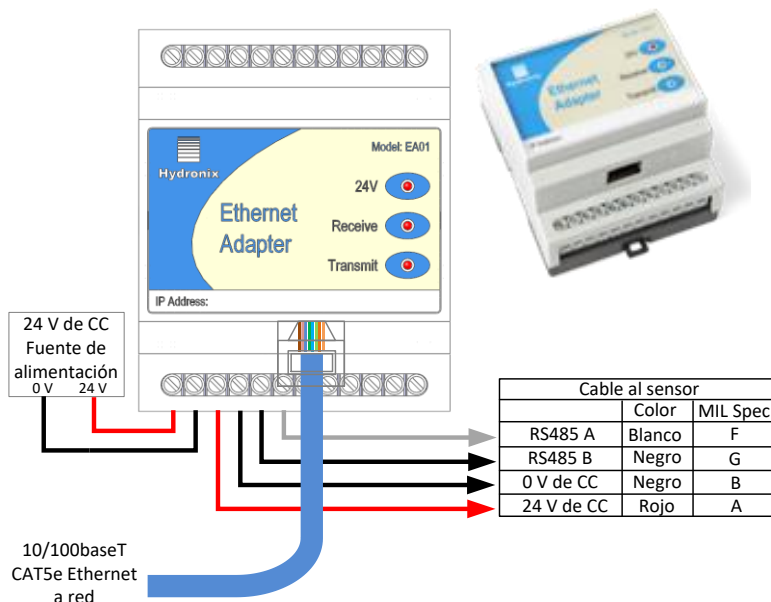 Hydronix
Model: EA01
24V
Ethernet
Adapter
Receive
Transmit
IP Address:
Ethernet
Adapter
24 V de CC
Fuente de
alimentación
0 V 24 V
Cable al sensor
Color MIL Spec
RS485 A Blanco F
RS485 B Negro G
0 V de CC Negro B
24 V de CC Rojo A
10/100baseT
CAT5e Ethernet
a red